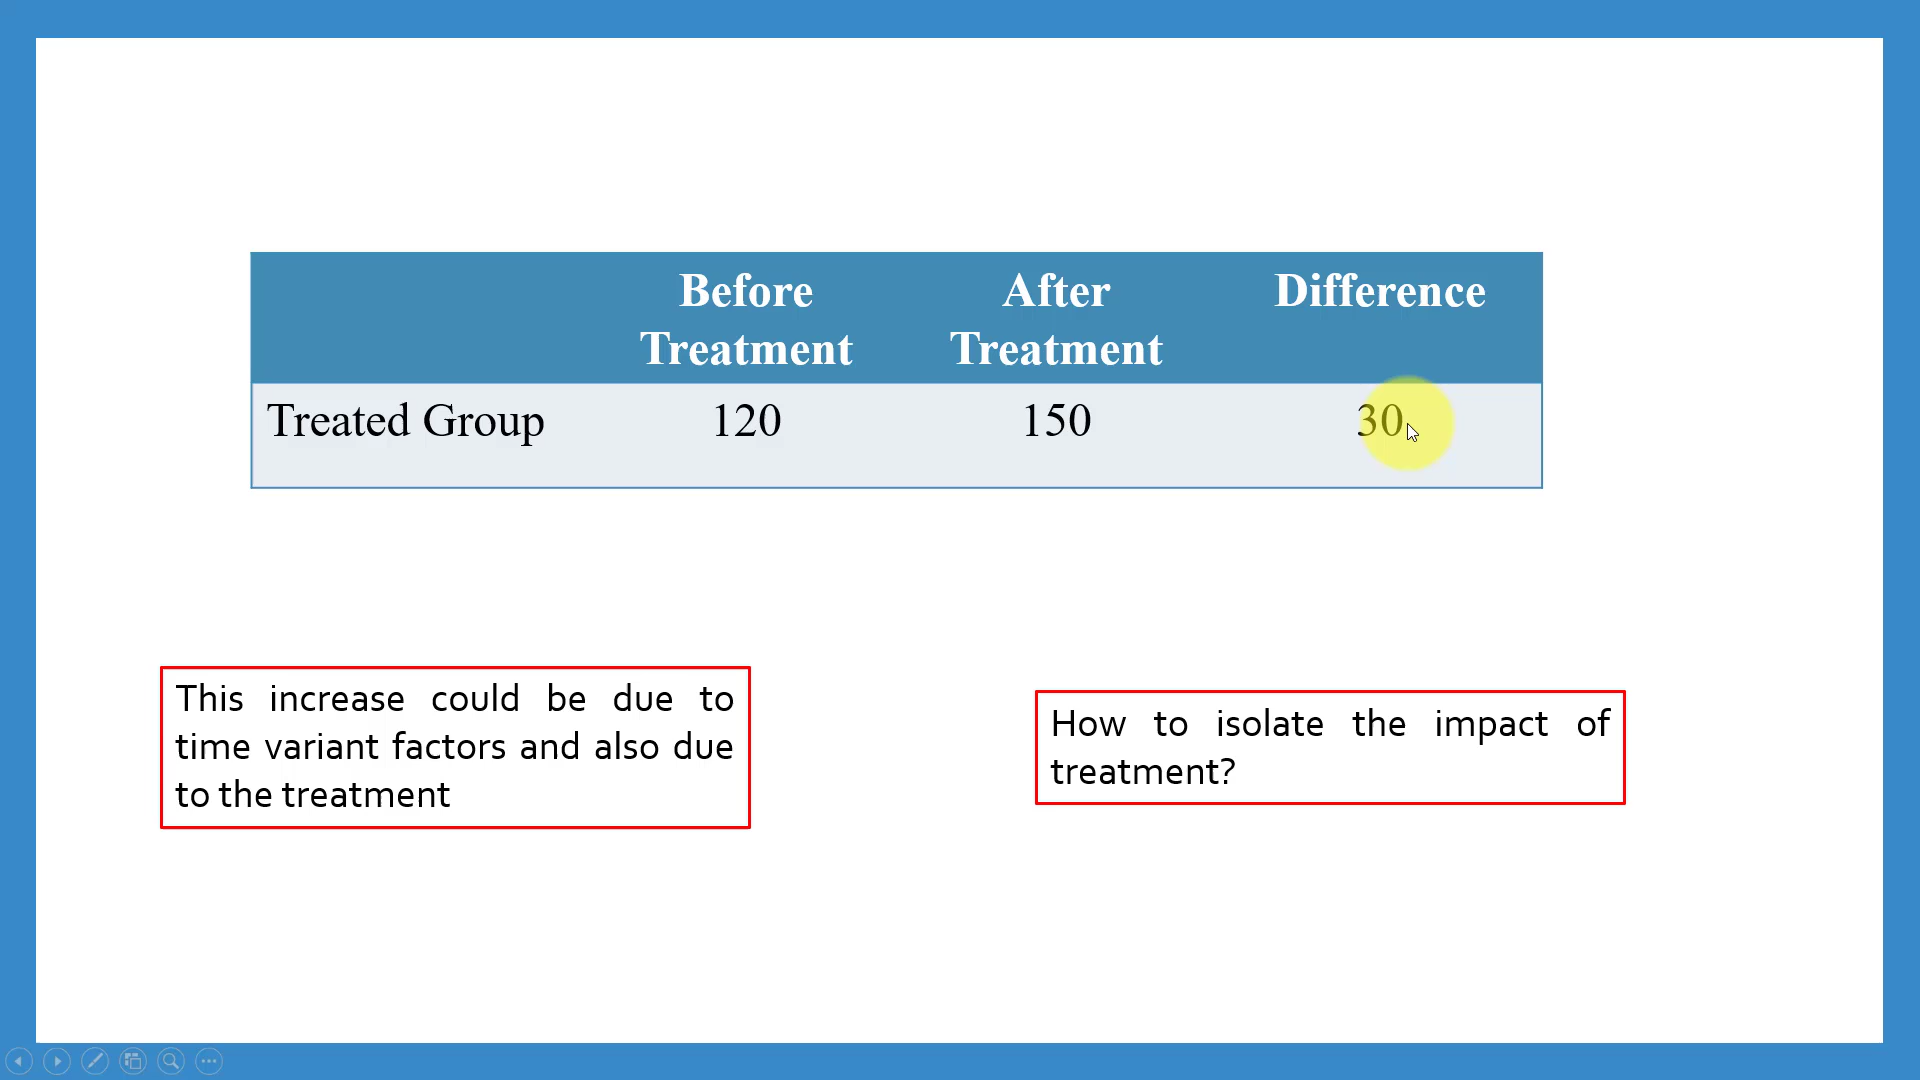 Before Treatment After Treatment Difference
Treated Group 120 150 30
This increase could be due to
time variant factors and also due
to the treatment
How to isolate the impact of
treatment?